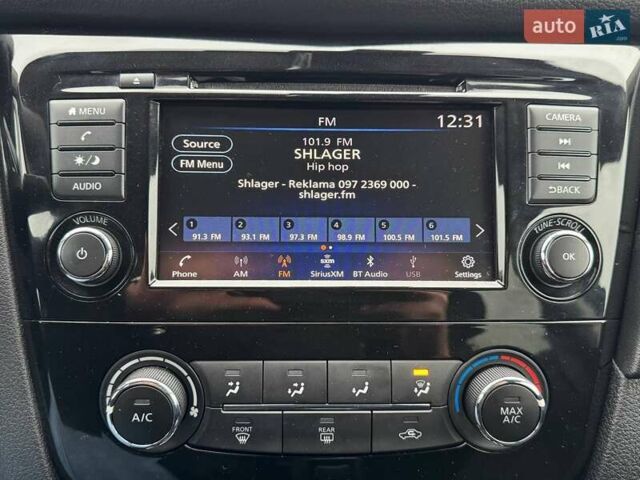 auto RIA .com
MENU
CAMERA
AUDIO
BACK
FM 12:31
Source
FM Menu
101.9 FM
SHLAGER
Hip hop
Shlager - Reklama 097 2369 000 -
shlager.fm
1 2 3 4 5 6
91.3 FM 93.1 FM 97.3 FM 98.9 FM 100.5 FM 101.5 FM
sxm
Phone AM FM SiriusXM BT Audio USB Settings
VOLUME
TUNE·SCROLL
OK
A/C
FRONT
REAR
MAX
A/C